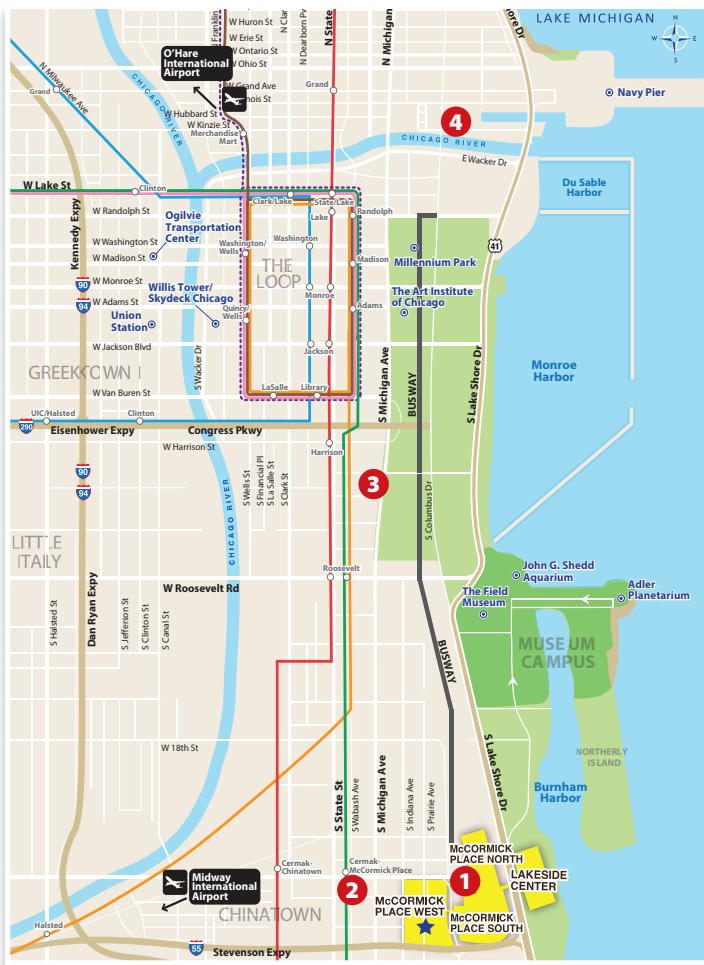 LAKE MICHIGAN
N
W
E
S
W Huron St
W Erie St
W Ontario St
W Ohio St
W Grand Ave
W Hubbard St
W Kinzie St
Merchandise
Mart
N Dearborn
N State
N Michigan
Shore Dr
O'Hare
International
Airport
N Milwaukee Ave
Grand
Grand
CHICAGO RIVER
Navy Pier
4
CHICAGO RIVER
E Wacker Dr
W Lake St
Clinton
Clark/Lake
State/Lake
Lake
Randolph
Du Sable
Harbor
Kennedy Expy
W Randolph St
Ogilvie
Transportation
Center
W Washington St
W Madison St
Washington/
Wells
Washington
THE
LOOP
Madison
Millennium Park
41
90
94
W Monroe St
W Adams St
Willis Tower/
Skydeck Chicago
Monroe
Adams
The Art Institute
of Chicago
Union
Station
Quincy/
Wells
W Jackson Blvd
Jackson
S Wacker Dr
S Michigan Ave
BUSWAY
S Lake Shore Dr
Monroe
Harbor
GREEKTOWN
W Van Buren St
LaSalle
Library
UIC/Halsted
Clinton
290
Eisenhower Expy
Congress Pkwy
W Harrison St
Harrison
90
94
S Wells St
S Financial Pl
S La Salle St
S Clark St
3
S Columbus Dr
CHICAGO RIVER
LITTLE
ITALY
Roosevelt
W Roosevelt Rd
John G. Shedd
Aquarium
The Field
Museum
Adler
Planetarium
Dan Ryan Expy
S Halsted St
S Jefferson St
S Clinton St
S Canal St
BUSWAY
MUSEUM
CAMPUS
W 18th St
S Lake Shore Dr
NORTHERLY
ISLAND
Burnham
Harbor
S State St
S Wabash Ave
S Michigan Ave
S Indiana Ave
S Prairie Ave
McCORMICK
PLACE NORTH
Cermak-
Chinatown
Cermak-
McCormick Place
1
LAKESIDE
CENTER
2
Midway
International
Airport
McCORMICK
PLACE WEST
McCORMICK
PLACE SOUTH
CHINATOWN
Halsted
55
Stevenson Expy